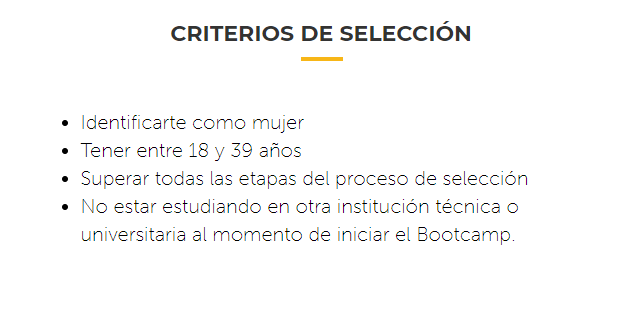 CRITERIOS DE SELECCIÓN
• Identificarte como mujer
• Tener entre 18 y 39 años
• Superar todas las etapas del proceso de selección
• No estar estudiando en otra institución técnica o
universitaria al momento de iniciar el Bootcamp.